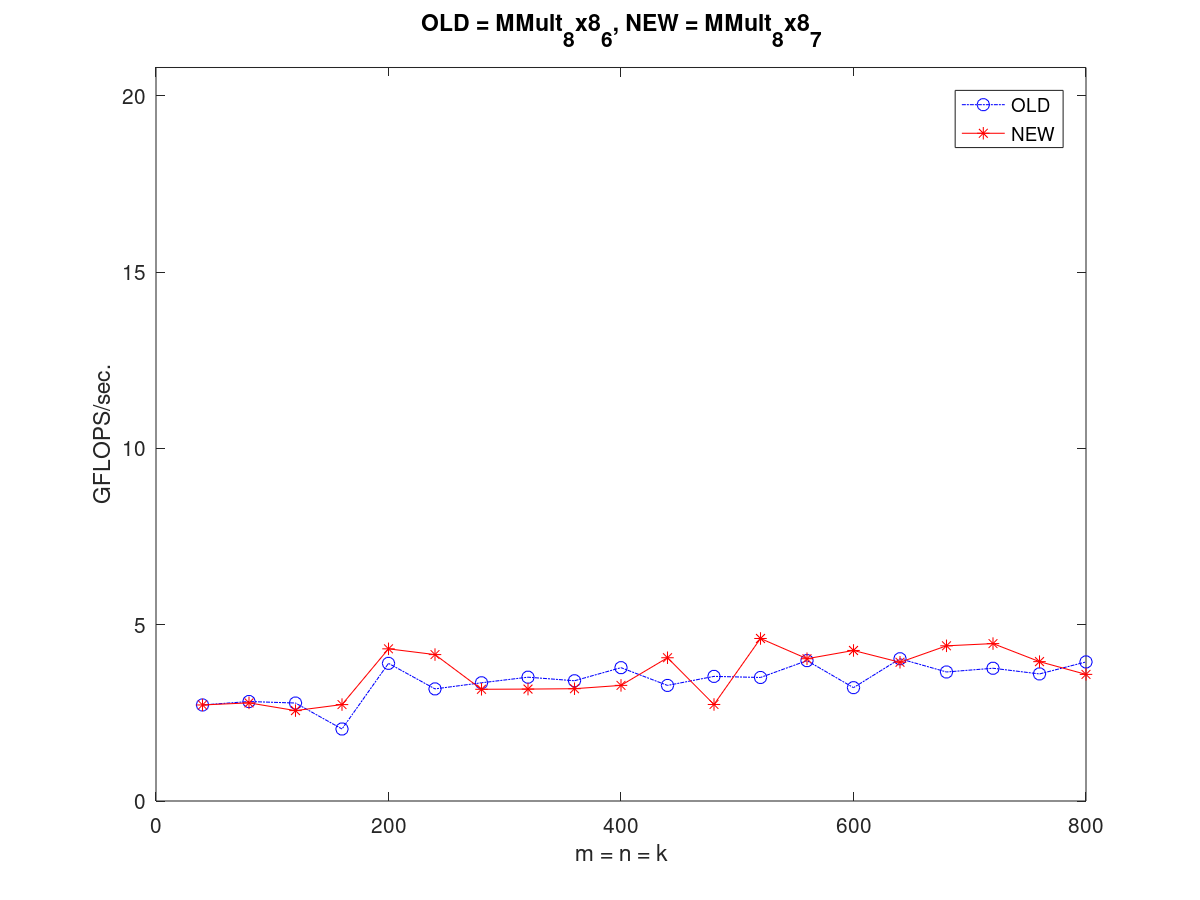 OLD = MMult_8x8_6, NEW = MMult_8x8_7
20
15
10
5
0
GFLOPS/sec.
OLD
NEW
0 200 400 600 800
m = n = k